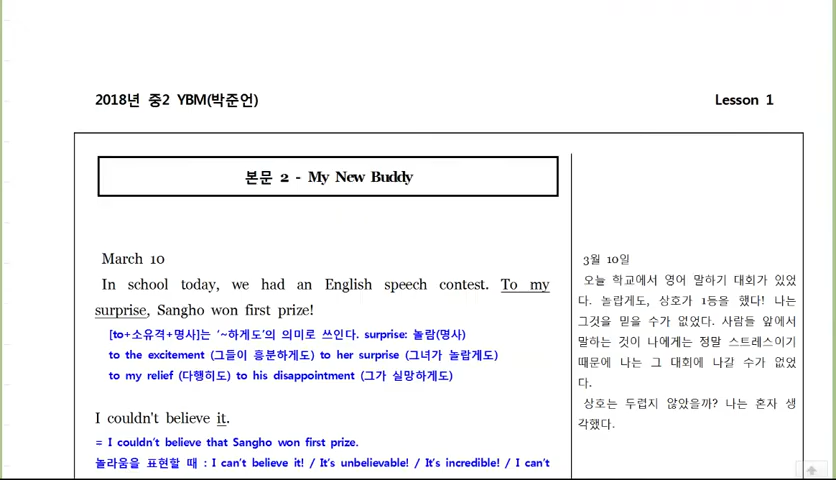 2018년 중2 YBM(박준언)
Lesson 1
본문 2 - My New Buddy
March 10
In school today, we had an English speech contest. To my
surprise, Sangho won first prize!
[to+소유격+명사]는 '~하게도'의 의미로 쓰인다. surprise: 놀람(명사)
to the excitement (그들이 흥분하게도) to her surprise (그녀가 놀랍게도)
to my relief (다행히도) to his disappointment (그가 실망하게도)
I couldn't believe it.
= I couldn't believe that Sangho won first prize.
놀라움을 표현할 때 : I can't believe it! / It's unbelievable! / It's incredible! / I can't
3월 10일
오늘 학교에서 영어 말하기 대회가 있었
다. 놀랍게도, 상호가 1등을 했다! 나는
그것을 믿을 수가 없었다. 사람들 앞에서
말하는 것이 나에게는 정말 스트레스이기
때문에 나는 그 대회에 나갈 수가 없었
다.
상호는 두렵지 않았을까? 나는 혼자 생
각했다.